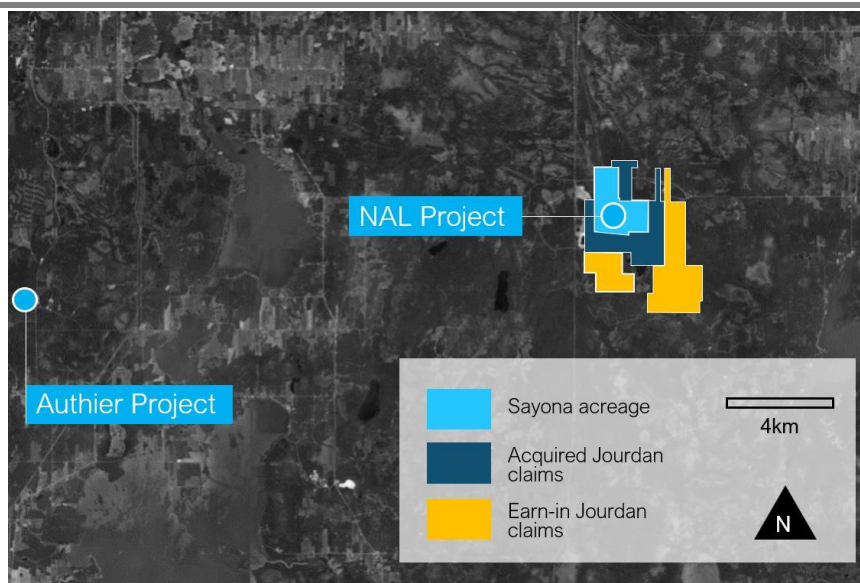 NAL Project
Authier Project
Sayona acreage
Acquired Jourdan
claims
Earn-in Jourdan
claims
4km
N